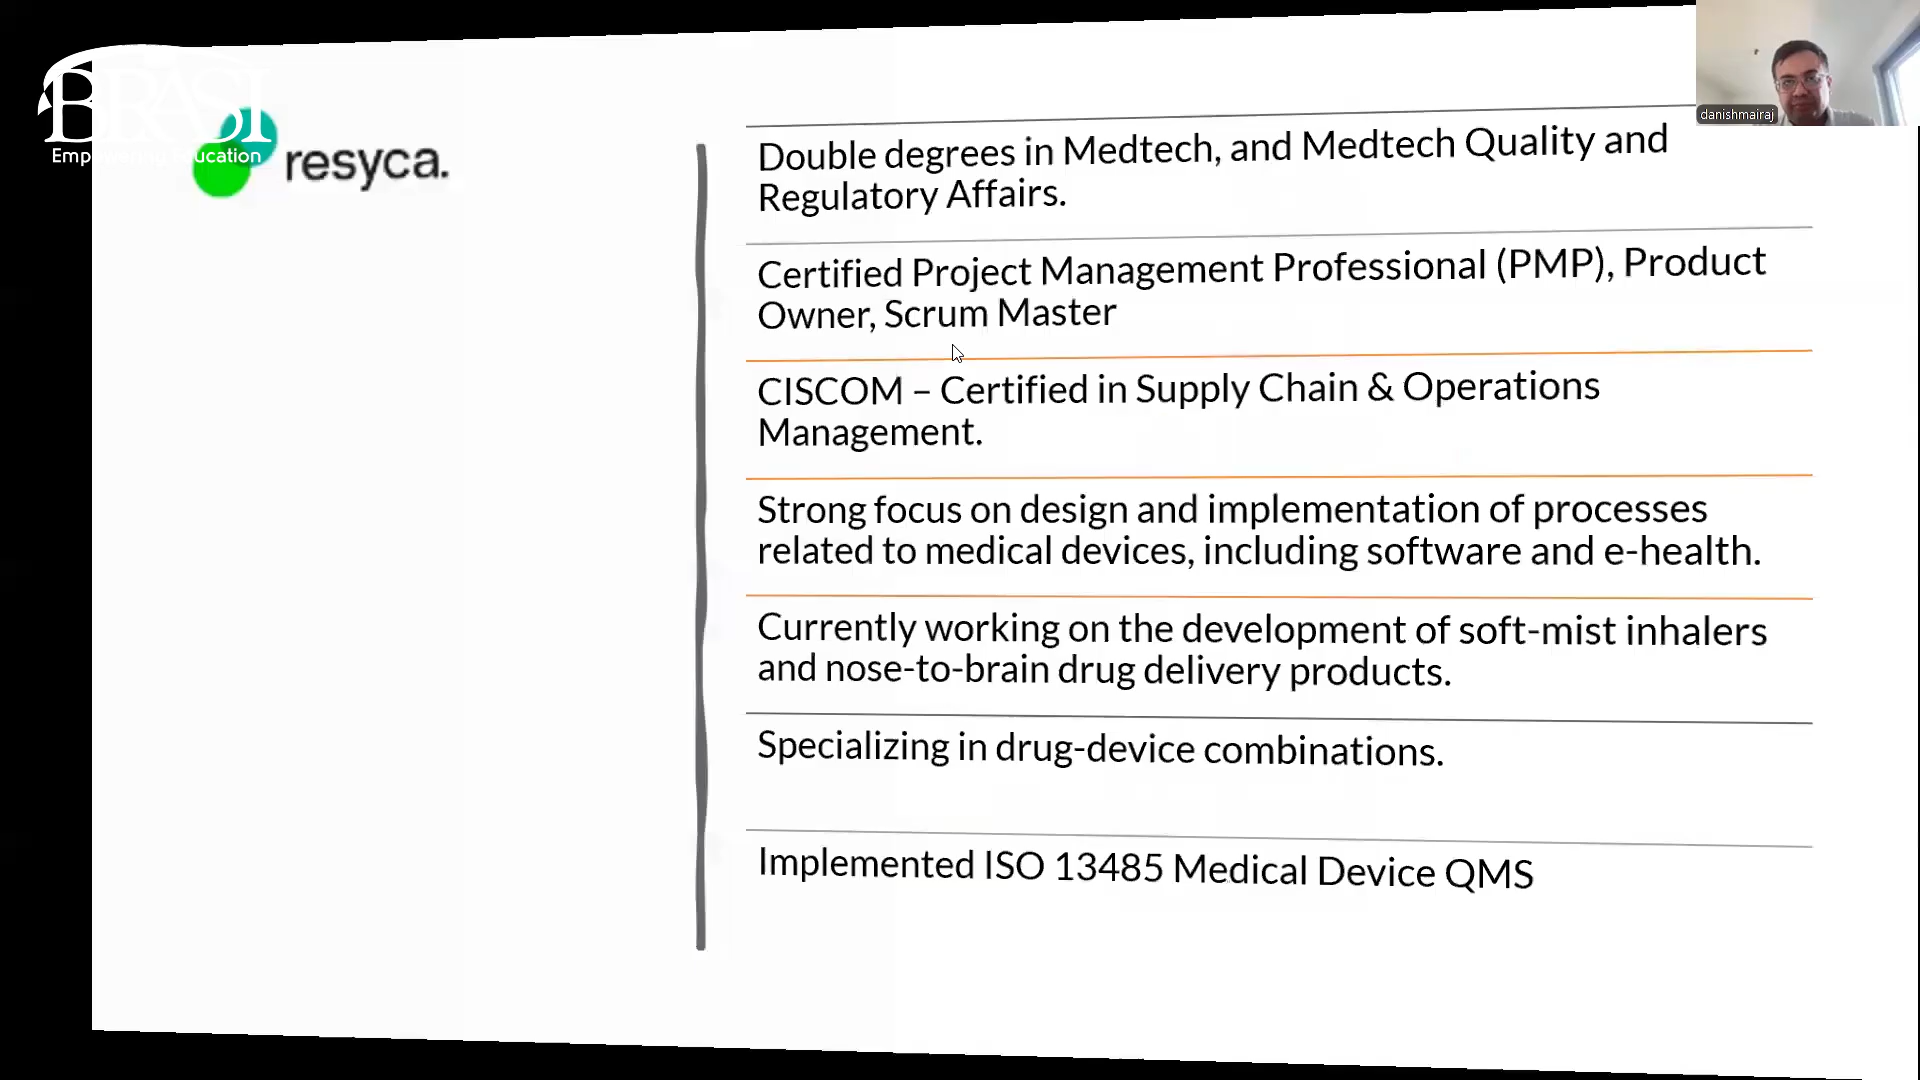 BRASI
Empowering Education
resyca.
danishmairaj
Double degrees in Medtech, and Medtech Quality and
Regulatory Affairs.
Certified Project Management Professional (PMP), Product
Owner, Scrum Master
CISCOM – Certified in Supply Chain & Operations
Management.
Strong focus on design and implementation of processes
related to medical devices, including software and e-health.
Currently working on the development of soft-mist inhalers
and nose-to-brain drug delivery products.
Specializing in drug-device combinations.
Implemented ISO 13485 Medical Device QMS